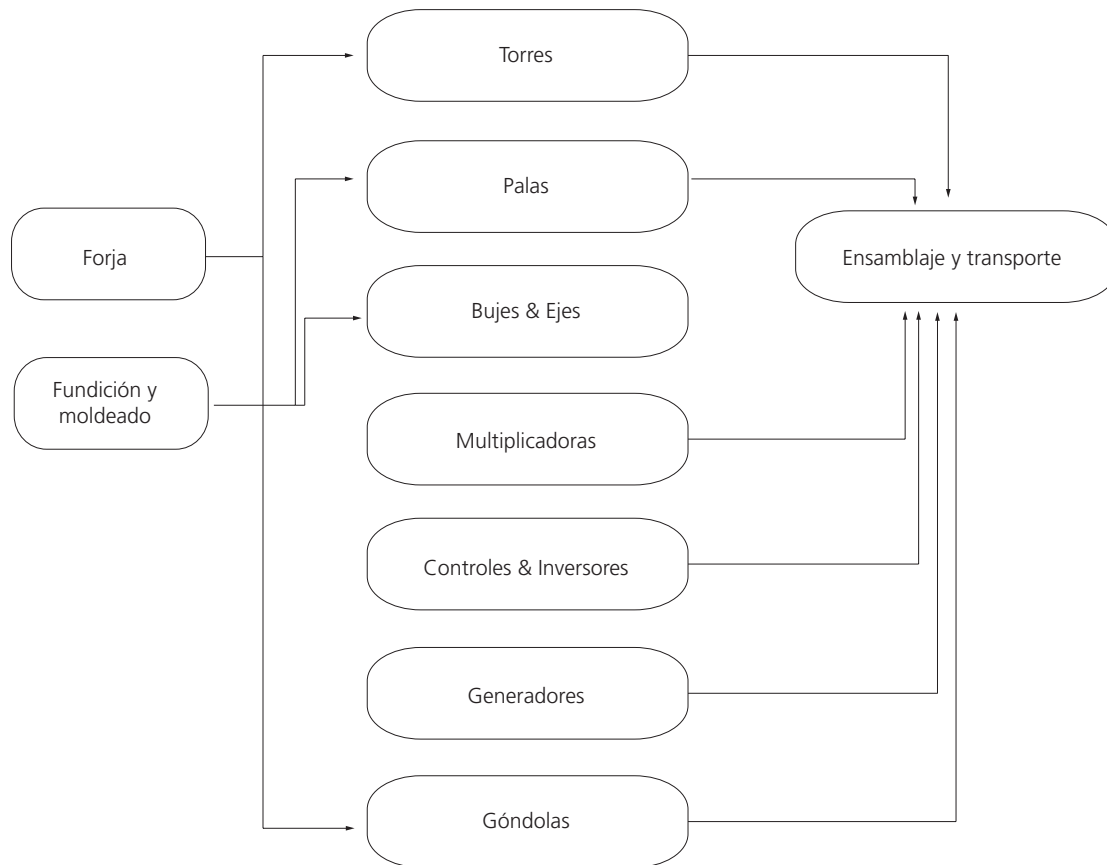 Torres
Palas
Forja
Ensamblaje y transporte
Bujes & Ejes
Fundición y
moldeado
Multiplicadoras
Controles & Inversores
Generadores
Góndolas